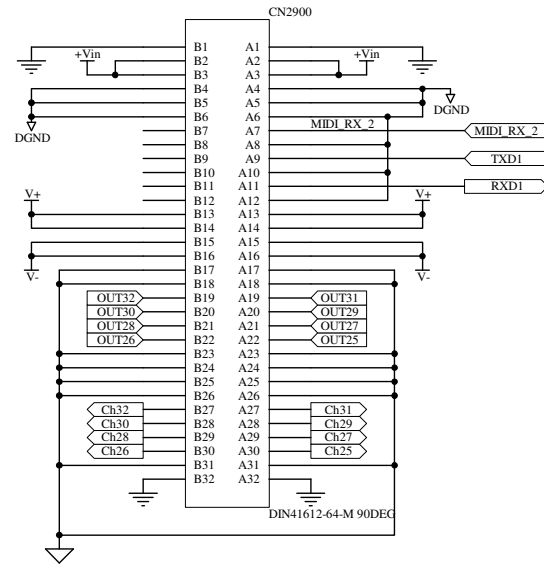 CN2900
B1 A1
+Vin B2 A2 +Vin
B3 A3
B4 A4
B5 A5 DGND
DGND B6 A6
B7 A7 MIDI_RX_2 MIDI_RX_2
B8 A8
B9 A9 TXD1
B10 A10
B11 A11 RXD1
V+ B12 A12 V+
B13 A13
B14 A14
B15 A15
B16 A16
V- B17 A17 V-
B18 A18
OUT32 B19 A19 OUT31
OUT30 B20 A20 OUT29
OUT28 B21 A21 OUT27
OUT26 B22 A22 OUT25
B23 A23
B24 A24
B25 A25
B26 A26
Ch32 B27 A27 Ch31
Ch30 B28 A28 Ch29
Ch28 B29 A29 Ch27
Ch26 B30 A30 Ch25
B31 A31
B32 A32
DIN41612-64-M 90DEG